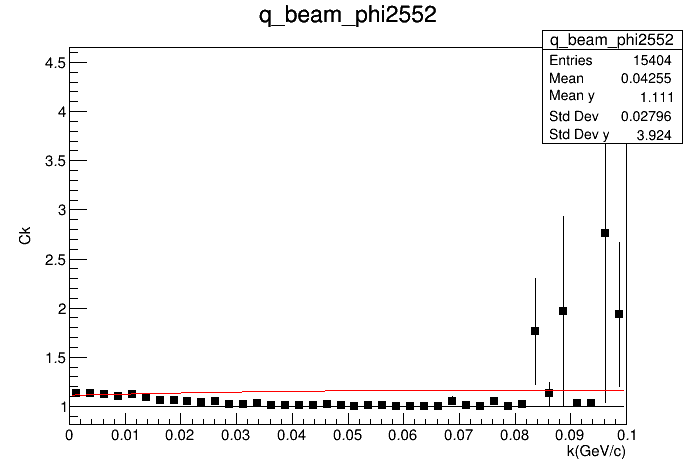 q_beam_phi2552
q_beam_phi2552
Entries 15404
Mean 0.04255
Mean y 1.111
Std Dev 0.02796
Std Dev y 3.924
4.5
4
3.5
3
2.5
2
1.5
1
Ck
0 0.01 0.02 0.03 0.04 0.05 0.06 0.07 0.08 0.09 0.1
k(GeV/c)